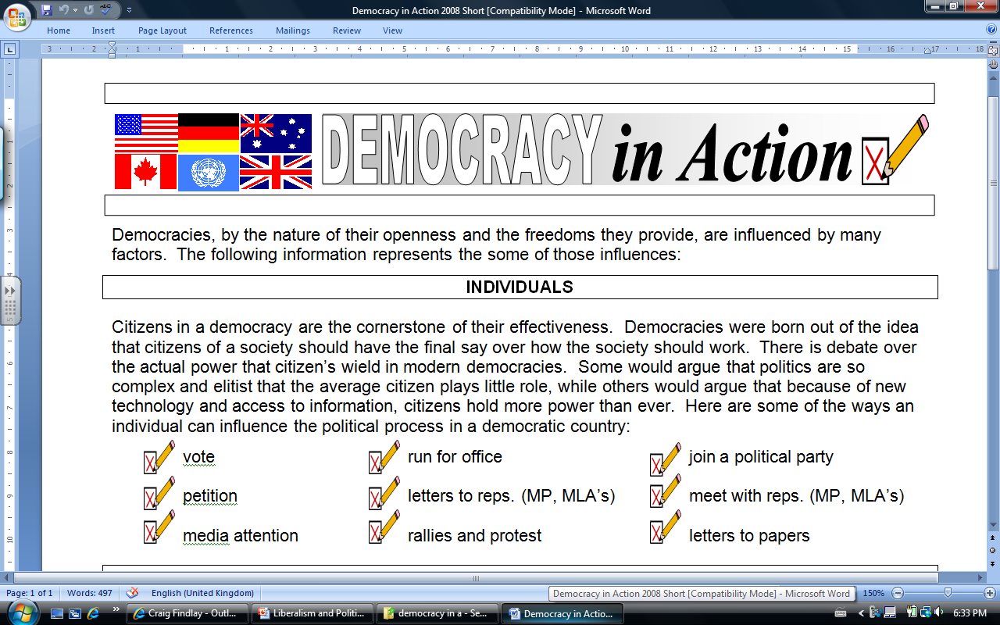 Democracy in Action 2008 Short [Compatibility Mode] - Microsoft Word
Home Insert Page Layout References Mailings Review View
3 2 1 1 2 3 4 5 6 7 8 9 10 11 12 13 14 15 16 17 18
DEMOCRACY in Action
Democracies, by the nature of their openness and the freedoms they provide, are influenced by many
factors. The following information represents the some of those influences:
INDIVIDUALS
Citizens in a democracy are the cornerstone of their effectiveness. Democracies were born out of the idea
that citizens of a society should have the final say over how the society should work. There is debate over
the actual power that citizen's wield in modern democracies. Some would argue that politics are so
complex and elitist that the average citizen plays little role, while others would argue that because of new
technology and access to information, citizens hold more power than ever. Here are some of the ways an
individual can influence the political process in a democratic country:
vote run for office join a political party
petition letters to reps. (MP, MLA's) meet with reps. (MP, MLA's)
media attention rallies and protest letters to papers
Page: 1 of 1 Words: 497 English (United Kingdom) Democracy in Action 2008 Short [Compatibility Mode] - Microsoft Word 150%
Craig Findlay - Outl... Liberalism and Politi... democracy in a - Se... Democracy in Actio... 6:33 PM